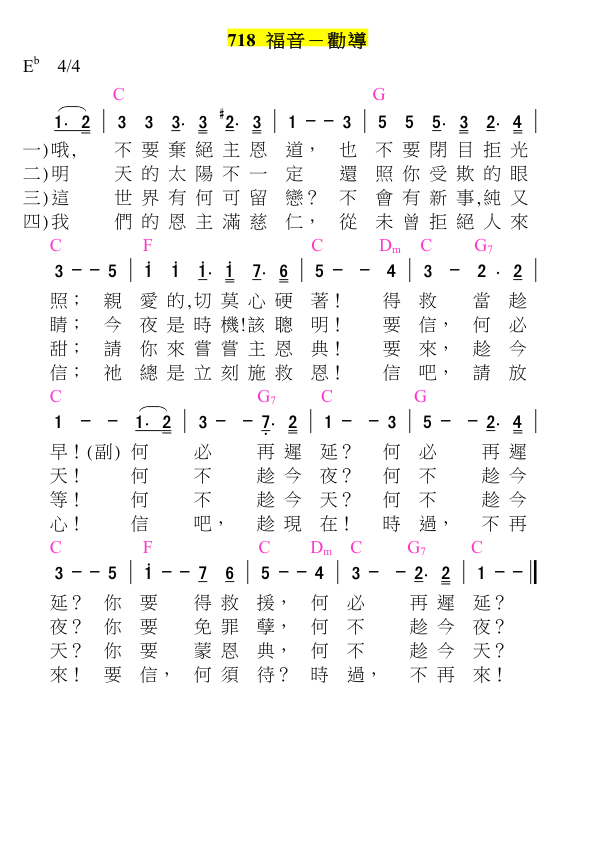 718 福音－勸導
E♭ 4/4
C G
1. 2 | 3 3 3. 3 ♯2. 3 | 1 - - 3 | 5 5 5. 3 2. 4 |
一)哦, 不要棄絕主恩道, 也不要閉目拒光
二)明 天的太陽不一定 還照你受欺的眼
三)這 世界有何可留戀? 不會有新事,純又
四)我 們的恩主滿慈仁, 從未曾拒絕人來
C F C Dm C G7
3 - - 5 | i i i. i 7. 6 | 5 - - 4 | 3 - 2 . 2 |
照; 親愛的,切莫心硬著! 得救當趁
睛; 今夜是時機!該聰明! 要信, 何必
甜; 請你來嘗嘗主恩典! 要來, 趁今
信; 祂總是立刻施救恩! 信吧, 請放
C G7 C G
1 - - 1. 2 | 3 - - 7. 2 | 1 - - 3 | 5 - - 2. 4 |
早! (副) 何必 再遲延? 何必 再遲
天! 何不 趁今夜? 何不 趁今
等! 何不 趁今天? 何不 趁今
心! 信吧, 趁現在! 時過, 不再
C F C Dm C G7 C
3 - - 5 | i - - 7 6 | 5 - - 4 | 3 - - 2. 2 | 1 - - ‖
延? 你要 得救援, 何必 再遲延?
夜? 你要 免罪孽, 何不 趁今夜?
天? 你要 蒙恩典, 何不 趁今天?
來! 要信, 何須待? 時過, 不再來!